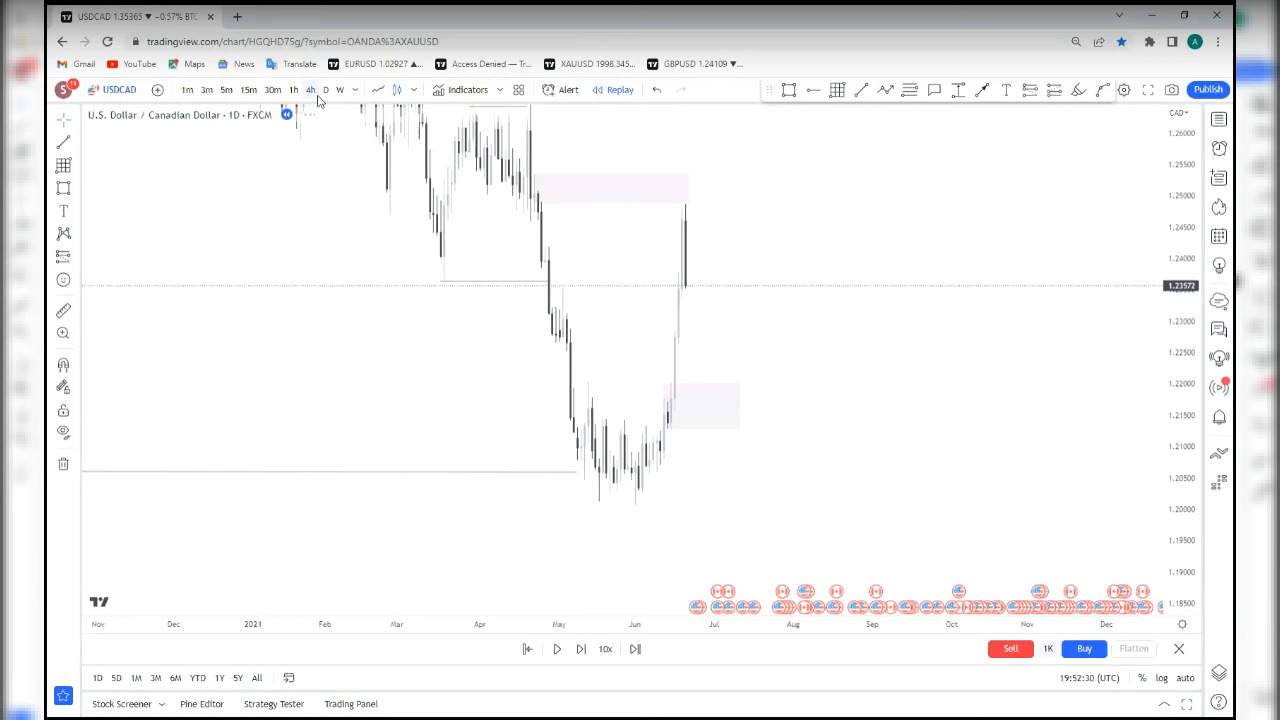 USDCAD 1.35365 ▼ −0.57% BTC
tradingview.com/chart/HGQHD75g/?symbol=OANDA%3AXAUUSD
A
Gmail YouTube Maps News Translate EURUSD 1.02927 ▲... Access Denied — Tr... XAUUSD 1998.345... GBPUSD 1.24109 ▼...
S 11 USDCAD 1m 3m 5m 15m 30m 1h 4h D W Indicators Alert Replay T Publish
U.S. Dollar / Canadian Dollar · 1D · FXCM
CAD
1.26000
1.25500
1.25000
1.24500
1.24000
1.23572
1.23000
1.22500
1.22000
1.21500
1.21000
1.20500
1.20000
1.19500
1.19000
1.18500
T
Nov Dec 2021 Feb Mar Apr May Jun Jul Aug Sep Oct Nov Dec
10x Sell 1K Buy Flatten
1D 5D 1M 3M 6M YTD 1Y 5Y All 19:52:30 (UTC) % log auto
Stock Screener Pine Editor Strategy Tester Trading Panel